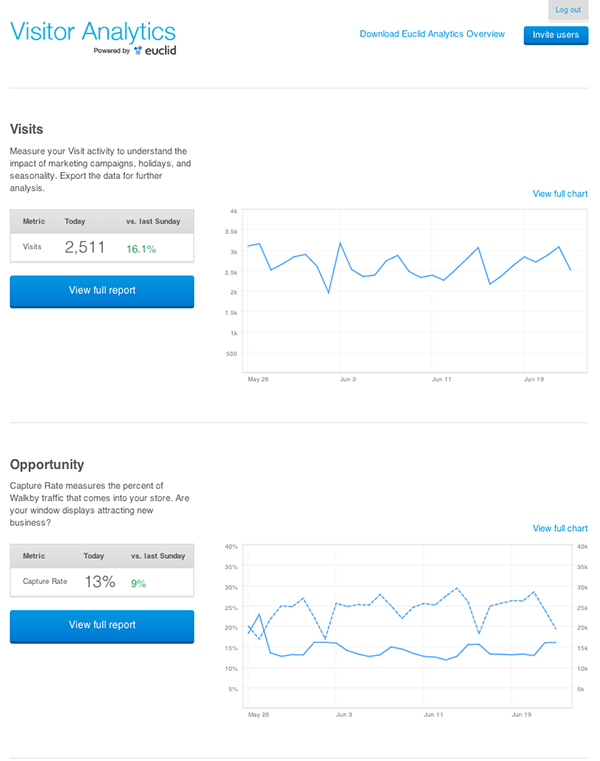 Log out
Visitor Analytics
Powered by euclid
Download Euclid Analytics Overview
Invite users
Visits
Measure your Visit activity to understand the
impact of marketing campaigns, holidays, and
seasonality. Export the data for further
analysis.
View full chart
Metric Today vs. last Sunday
Visits 2,511 16.1%
View full report
4k
3.5k
3k
2.5k
2k
1.5k
1k
500
May 26 Jun 3 Jun 11 Jun 19
Opportunity
Capture Rate measures the percent of
Walkby traffic that comes into your store. Are
your window displays attracting new
business?
View full chart
Metric Today vs. last Sunday
Capture Rate 13% 9%
View full report
40% 40k
35% 35k
30% 30k
25% 25k
20% 20k
15% 15k
10% 10k
5% 5k
May 26 Jun 3 Jun 11 Jun 19